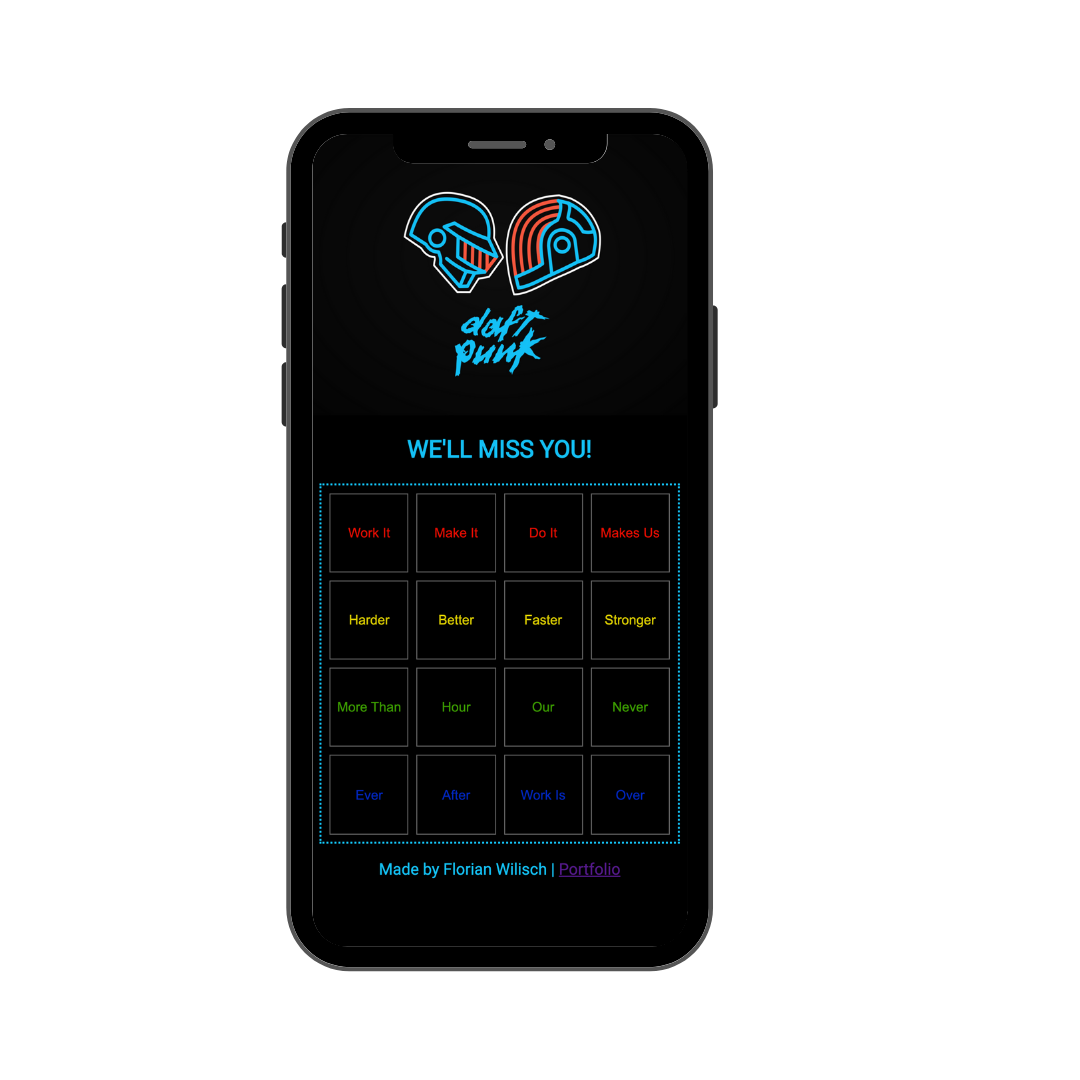 daft
punk
WE'LL MISS YOU!
Work It Make It Do It Makes Us
Harder Better Faster Stronger
More Than Hour Our Never
Ever After Work Is Over
Made by Florian Wilisch | Portfolio